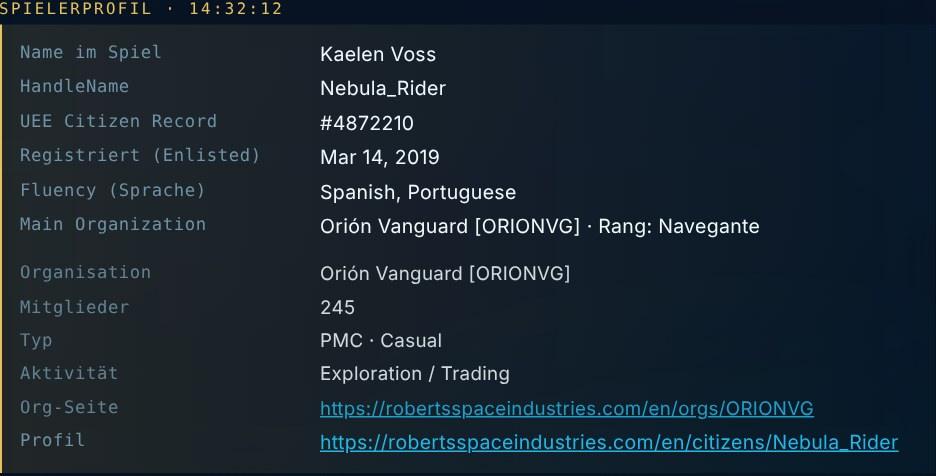 SPIELERPROFIL · 14:32:12
Name im Spiel Kaelen Voss
HandleName Nebula_Rider
UEE Citizen Record #4872210
Registriert (Enlisted) Mar 14, 2019
Fluency (Sprache) Spanish, Portuguese
Main Organization Orión Vanguard [ORIONVG] · Rang: Navegante
Organisation Orión Vanguard [ORIONVG]
Mitglieder 245
Typ PMC · Casual
Aktivität Exploration / Trading
Org-Seite https://robertsspaceindustries.com/en/orgs/ORIONVG
Profil https://robertsspaceindustries.com/en/citizens/Nebula_Rider